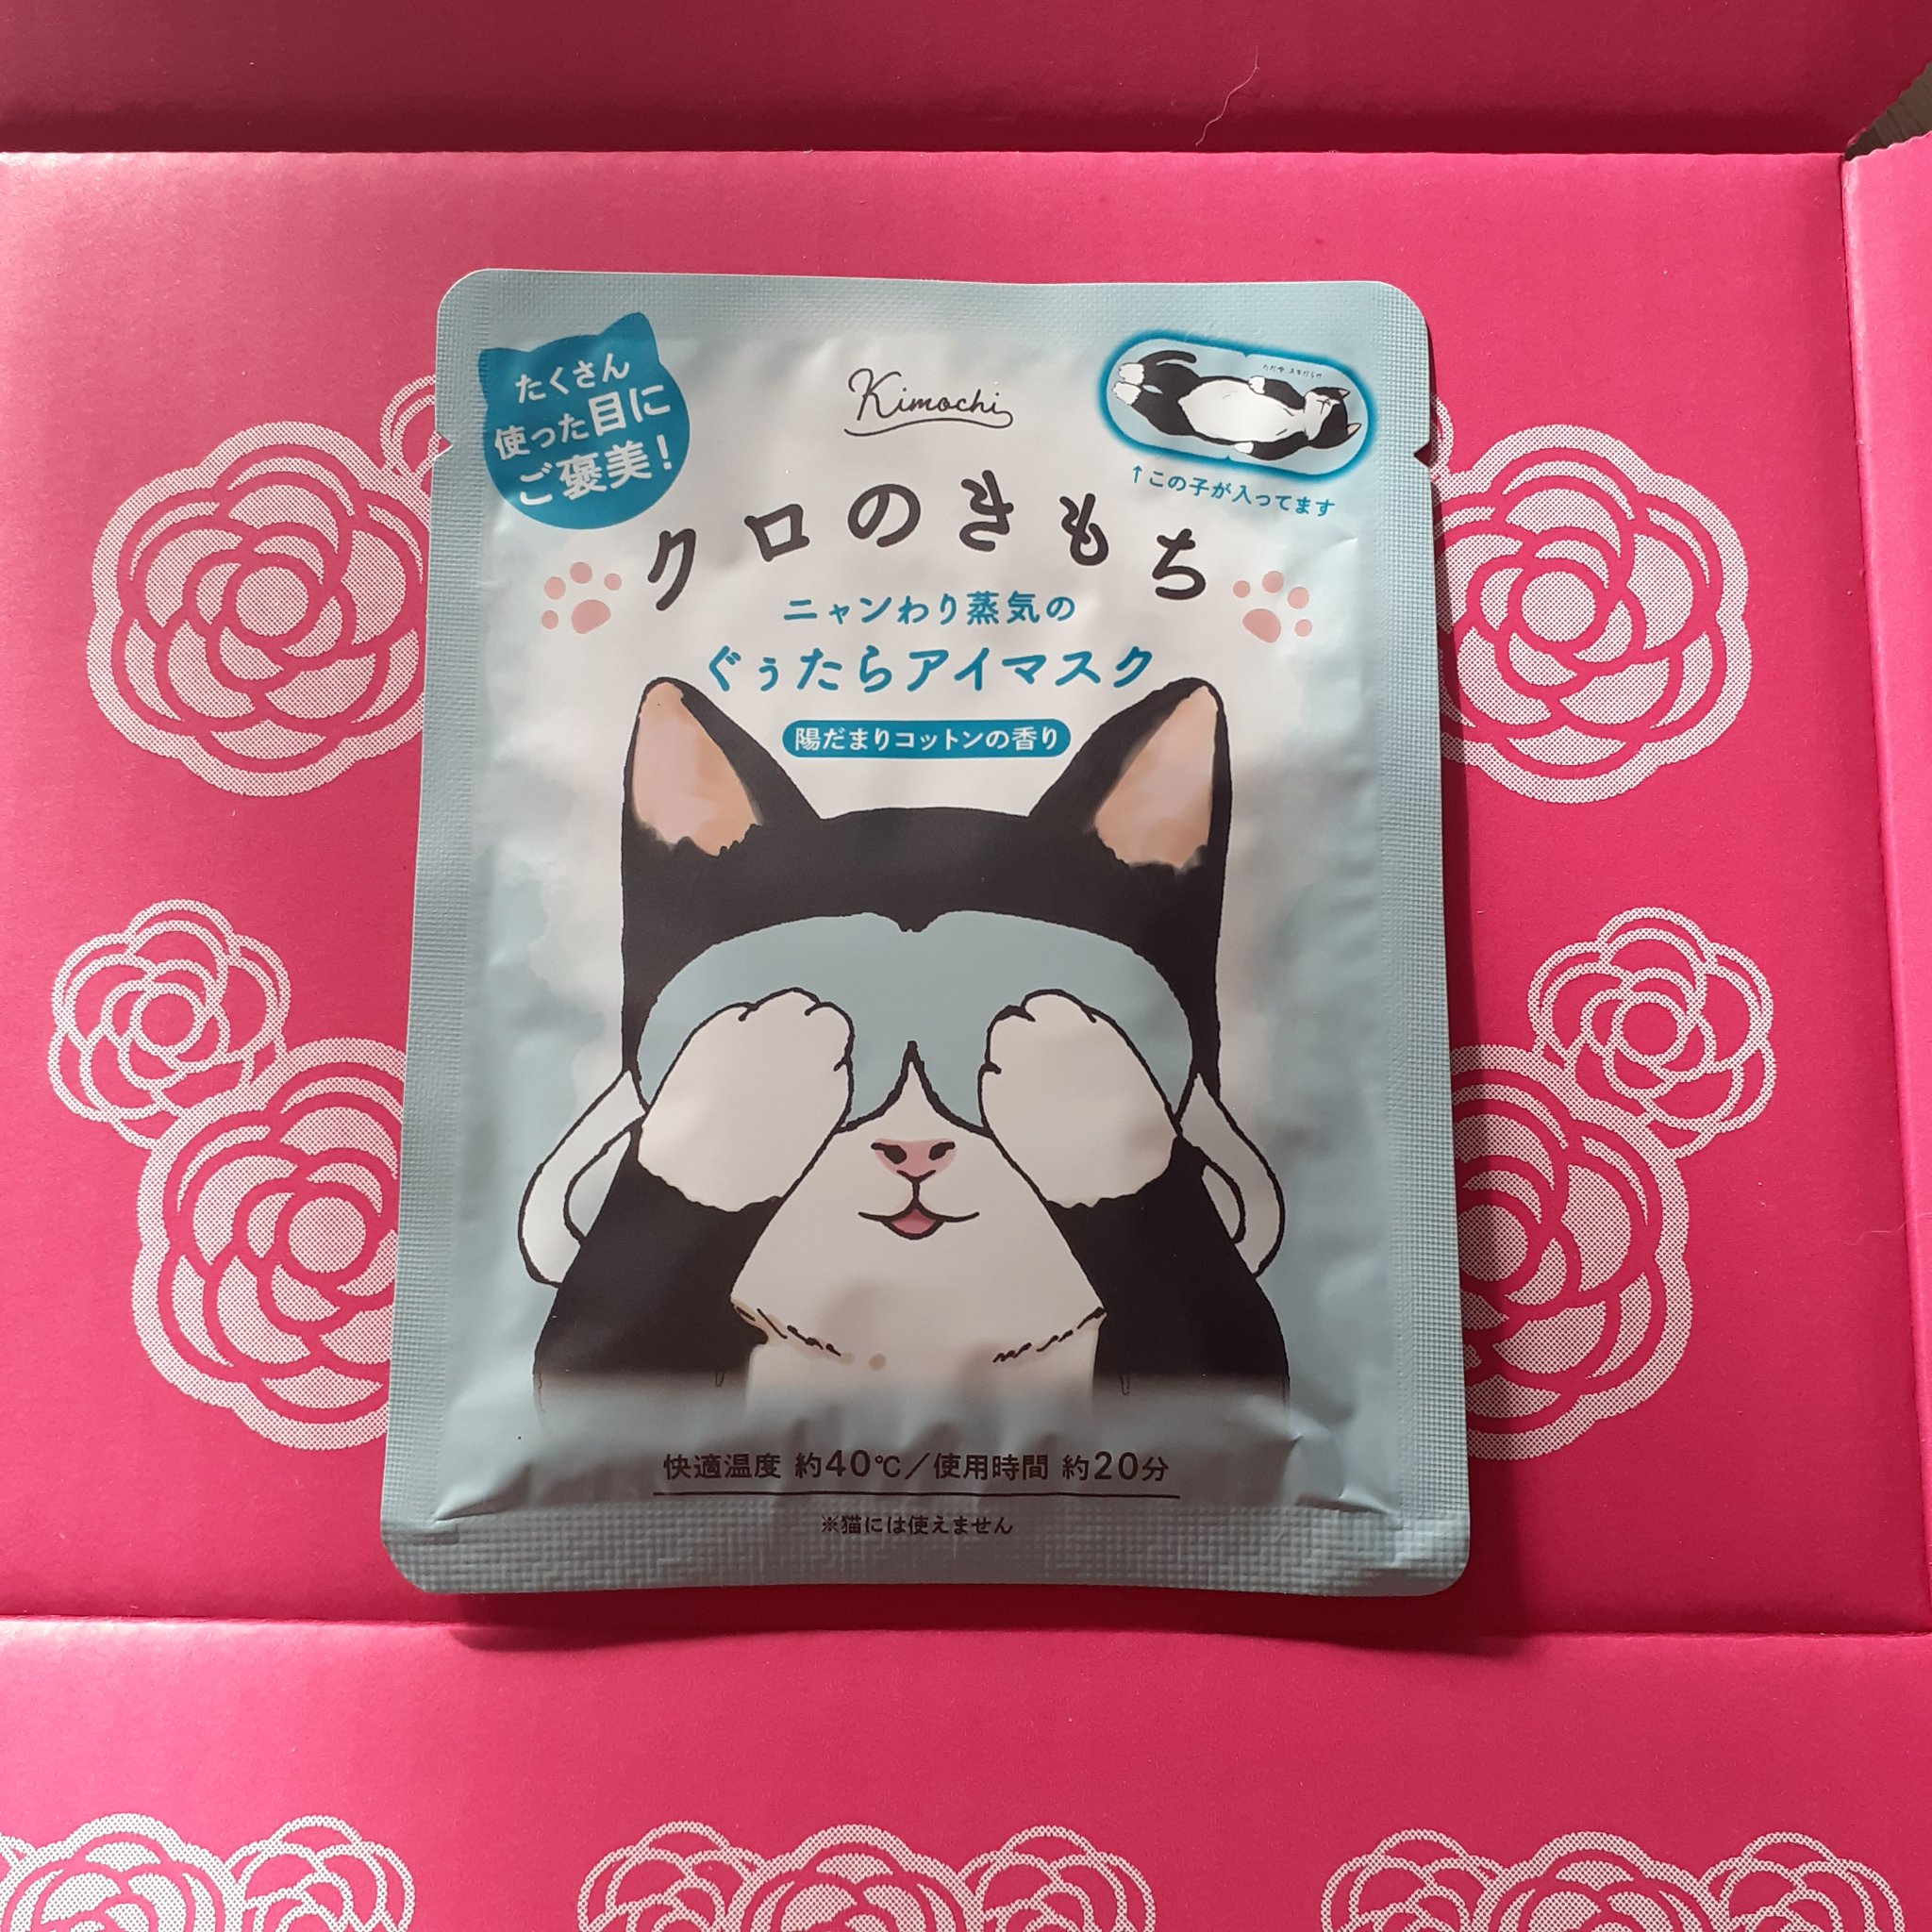 たくさん
使った目に
ご褒美!
Kimochi
↑この子が入ってます
クロのきもち
ニャンわり蒸気の
ぐぅたらアイマスク
陽だまりコットンの香り
快適温度 約40℃/使用時間 約20分
※猫には使えません